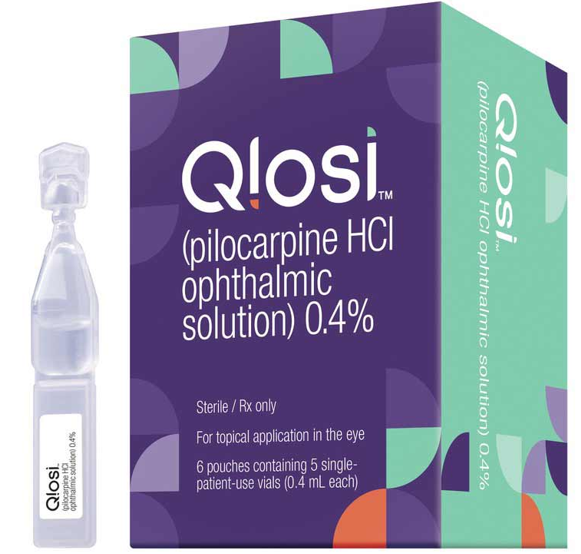 Qlosi™
(pilocarpine HCl
ophthalmic
solution) 0.4%
Sterile / Rx only
For topical application in the eye
6 pouches containing 5 single-
patient-use vials (0.4 mL each)
Qlosi™
(pilocarpine HCl ophthalmic solution) 0.4%
Qlosi™
(pilocarpine HCl
ophthalmic solution) 0.4%